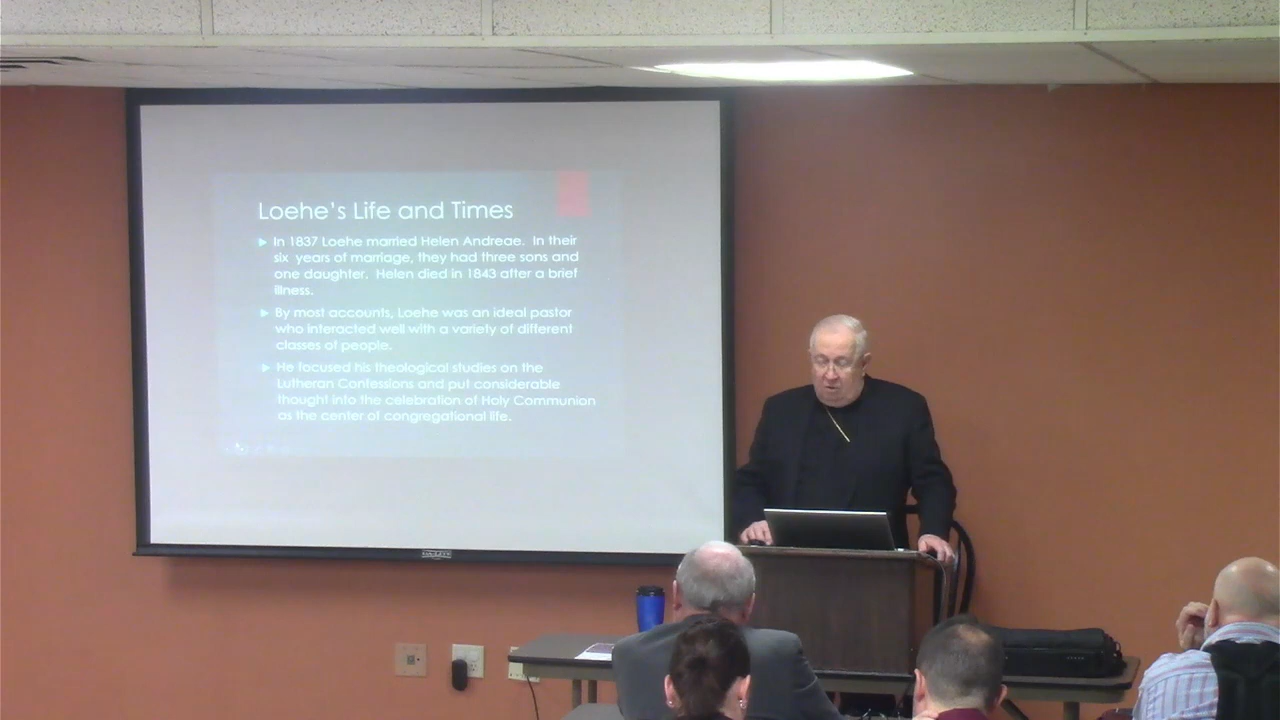 Loehe's Life and Times
In 1837 Loehe married Helen Andreae. In their
six years of marriage, they had three sons and
one daughter. Helen died in 1843 after a brief
illness.
By most accounts, Loehe was an ideal pastor
who interacted well with a variety of different
classes of people.
He focused his theological studies on the
Lutheran Confessions and put considerable
thought into the celebration of Holy Communion
as the center of congregational life.